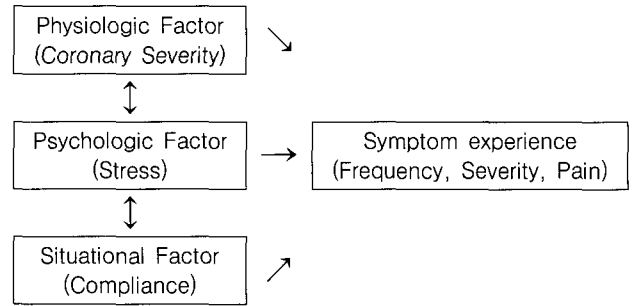 Physiologic Factor
(Coronary Severity)
Psychologic Factor
(Stress)
Symptom experience
(Frequency, Severity, Pain)
Situational Factor
(Compliance)